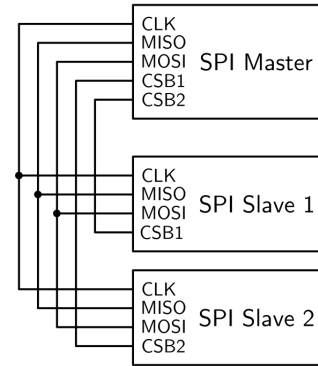 CLK
MISO
MOSI
CSB1
CSB2
SPI Master
CLK
MISO
MOSI
CSB1
SPI Slave 1
CLK
MISO
MOSI
CSB2
SPI Slave 2